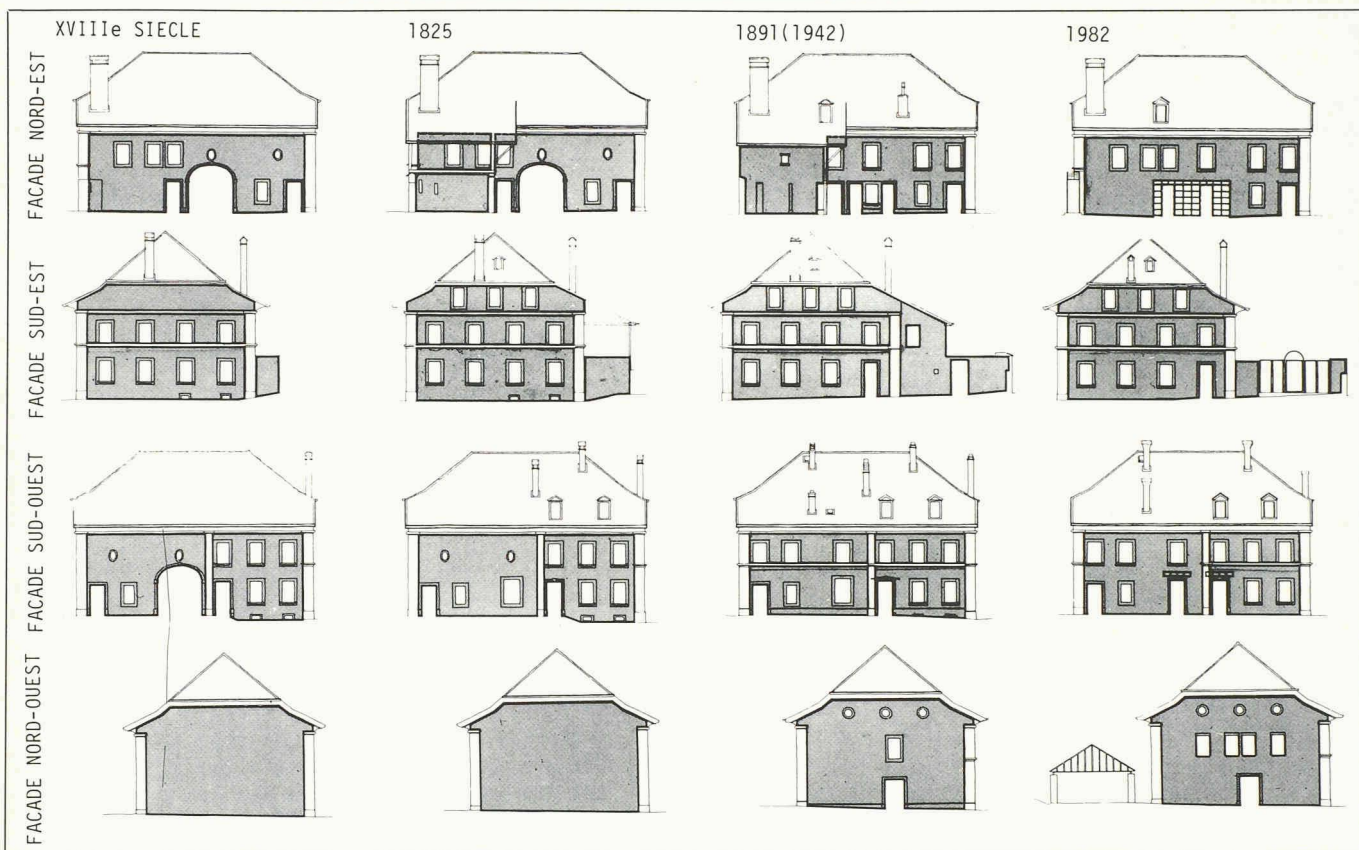 XVIIIe SIECLE
1825
1891(1942)
1982
FACADE NORD-EST
FACADE SUD-EST
FACADE SUD-OUEST
FACADE NORD-OUEST